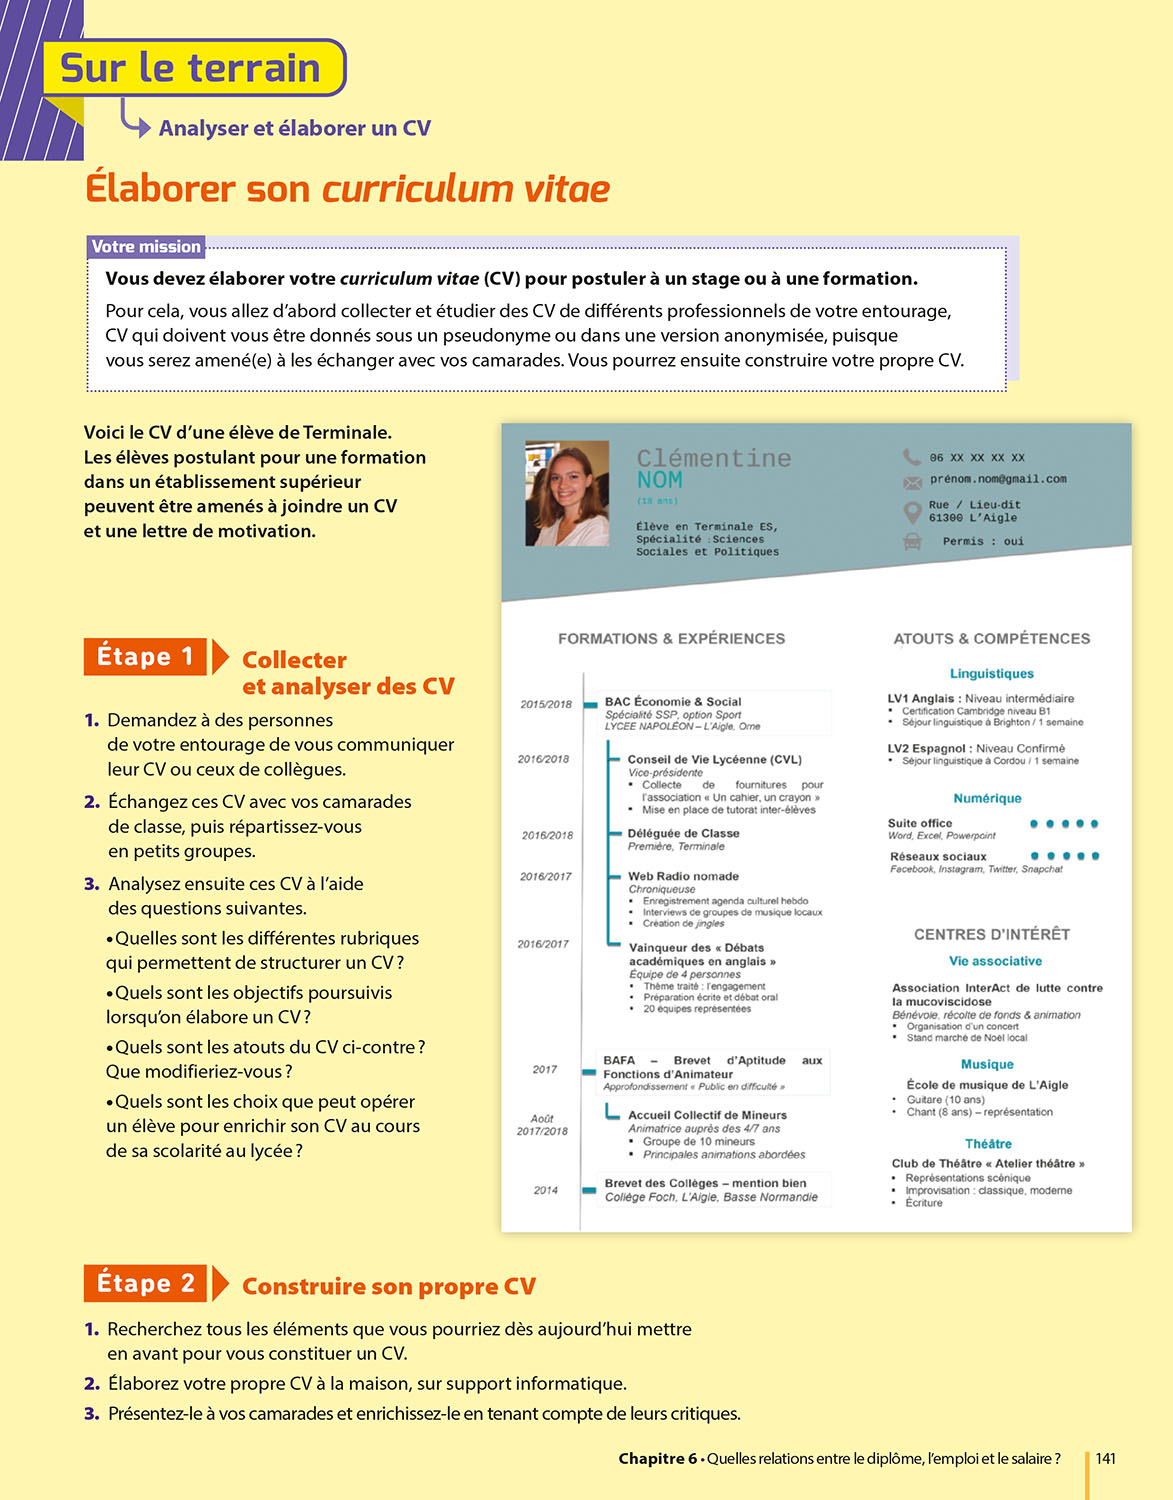 Sur le terrain
Analyser et élaborer un CV
Élaborer son curriculum vitae
Votre mission
Vous devez élaborer votre curriculum vitae (CV) pour postuler à un stage ou à une formation.
Pour cela, vous allez d’abord collecter et étudier des CV de différents professionnels de votre entourage,
CV qui doivent vous être donnés sous un pseudonyme ou dans une version anonymisée, puisque
vous serez amené(e) à les échanger avec vos camarades. Vous pourrez ensuite construire votre propre CV.
Voici le CV d’une élève de Terminale.
Les élèves postulant pour une formation
dans un établissement supérieur
peuvent être amenés à joindre un CV
et une lettre de motivation.
Étape 1
Collecter
et analyser des CV
1. Demandez à des personnes
de votre entourage de vous communiquer
leur CV ou ceux de collègues.
2. Échangez ces CV avec vos camarades
de classe, puis répartissez-vous
en petits groupes.
3. Analysez ensuite ces CV à l’aide
des questions suivantes.
• Quelles sont les différentes rubriques
qui permettent de structurer un CV ?
• Quels sont les objectifs poursuivis
lorsqu’on élabore un CV ?
• Quels sont les atouts du CV ci-contre ?
Que modifieriez-vous ?
• Quels sont les choix que peut opérer
un élève pour enrichir son CV au cours
de sa scolarité au lycée ?
Clémentine
NOM
(18 ans)
Élève en Terminale ES,
Spécialité :Sciences
Sociales et Politiques
06 XX XX XX XX
prénom.nom@gmail.com
Rue / Lieu-dit
61300 L’Aigle
Permis : oui
FORMATIONS & EXPÉRIENCES
2015/2018
BAC Économie & Social
Spécialité SSP, option Sport
LYCEE NAPOLÉON – L’Aigle, Orne
2016/2018
Conseil de Vie Lycéenne (CVL)
Vice-présidente
▪ Collecte de fournitures pour
l’association « Un cahier, un crayon »
▪ Mise en place de tutorat inter-élèves
2016/2018
Déléguée de Classe
Première, Terminale
2016/2017
Web Radio nomade
Chroniqueuse
▪ Enregistrement agenda culturel hebdo
▪ Interviews de groupes de musique locaux
▪ Création de jingles
2016/2017
Vainqueur des « Débats
académiques en anglais »
Équipe de 4 personnes
▪ Thème traité : l’engagement
▪ Préparation écrite et débat oral
▪ 20 équipes représentées
2017
BAFA – Brevet d’Aptitude aux
Fonctions d’Animateur
Approfondissement « Public en difficulté »
Août
2017/2018
Accueil Collectif de Mineurs
Animatrice auprès des 4/7 ans
▪ Groupe de 10 mineurs
▪ Principales animations abordées
2014
Brevet des Collèges – mention bien
Collège Foch, L’Aigle, Basse Normandie
ATOUTS & COMPÉTENCES
Linguistiques
LV1 Anglais : Niveau intermédiaire
▪ Certification Cambridge niveau B1
▪ Séjour linguistique à Brighton / 1 semaine
LV2 Espagnol : Niveau Confirmé
▪ Séjour linguistique à Cordou / 1 semaine
Numérique
Suite office
Word, Excel, Powerpoint
Réseaux sociaux
Facebook, Instagram, Twitter, Snapchat
CENTRES D’INTÉRÊT
Vie associative
Association InterAct de lutte contre
la mucoviscidose
Bénévole, récolte de fonds & animation
▪ Organisation d’un concert
▪ Stand marché de Noël local
Musique
École de musique de L’Aigle
• Guitare (10 ans)
• Chant (8 ans) – représentation
Théâtre
Club de Théâtre « Atelier théâtre »
▪ Représentations scénique
▪ Improvisation : classique, moderne
▪ Écriture
Étape 2
Construire son propre CV
1. Recherchez tous les éléments que vous pourriez dès aujourd’hui mettre
en avant pour vous constituer un CV.
2. Élaborez votre propre CV à la maison, sur support informatique.
3. Présentez-le à vos camarades et enrichissez-le en tenant compte de leurs critiques.
Chapitre 6 • Quelles relations entre le diplôme, l’emploi et le salaire ? 141